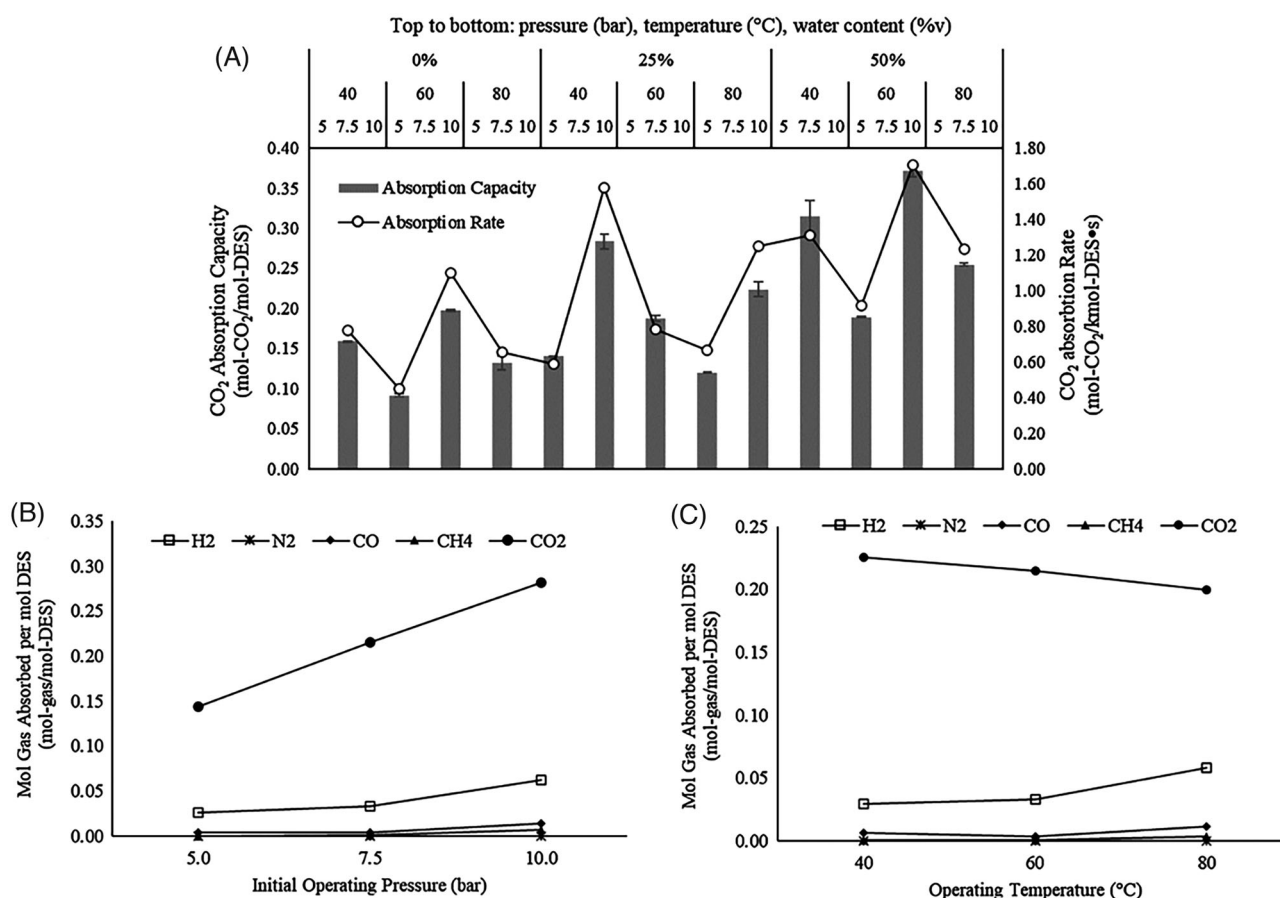 Top to bottom: pressure (bar), temperature (°C), water content (%v)
(A)
0% 25% 50%
40 60 80 40 60 80 40 60 80
5 7.5 10 5 7.5 10 5 7.5 10 5 7.5 10 5 7.5 10 5 7.5 10 5 7.5 10 5 7.5 10 5 7.5 10
CO2 Absorption Capacity
(mol-CO2/mol-DES)
0.40
0.35
0.30
0.25
0.20
0.15
0.10
0.05
0.00
Absorption Capacity
Absorption Rate
1.80
1.60
1.40
1.20
1.00
0.80
0.60
0.40
0.20
0.00
CO2 absorbtion Rate
(mol-CO2/kmol-DES•s)
(B)
Mol Gas Absorbed per mol DES
(mol-gas/mol-DES)
0.35
0.30
0.25
0.20
0.15
0.10
0.05
0.00
H2 N2 CO CH4 CO2
5.0 7.5 10.0
Initial Operating Pressure (bar)
(C)
Mol Gas Absorbed per mol DES
(mol-gas/mol-DES)
0.25
0.20
0.15
0.10
0.05
0.00
H2 N2 CO CH4 CO2
40 60 80
Operating Temperature (°C)